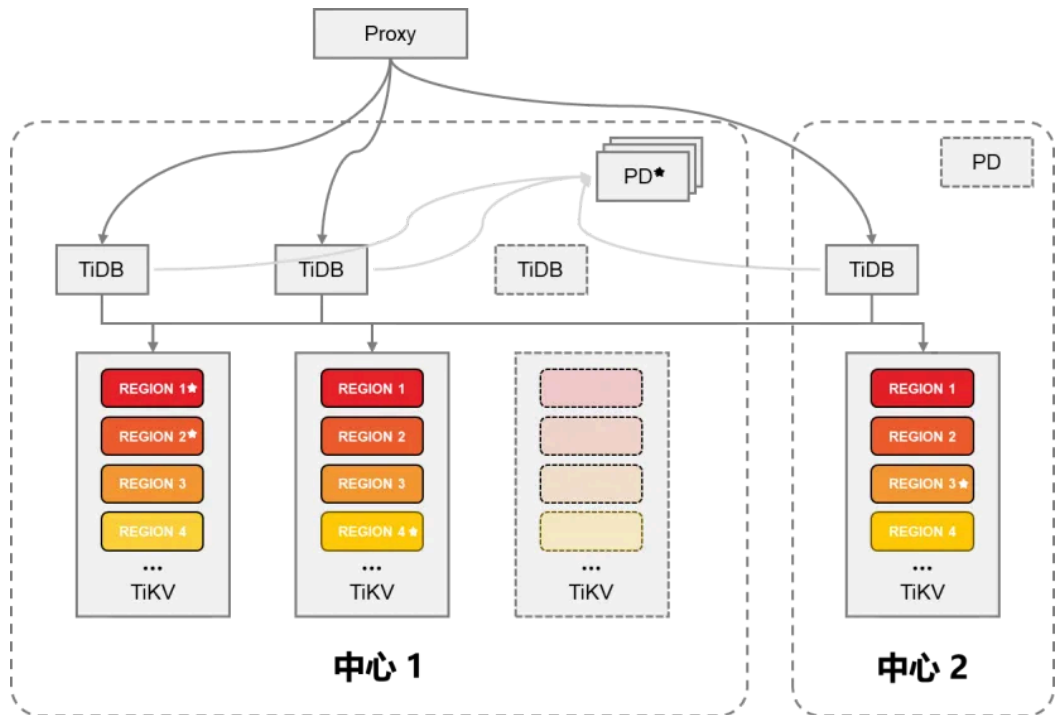 Proxy
PD★
PD
TiDB
TiDB
TiDB
TiDB
REGION 1★
REGION 2★
REGION 3
REGION 4
...
TiKV
REGION 1
REGION 2
REGION 3
REGION 4★
...
TiKV
...
TiKV
REGION 1
REGION 2
REGION 3★
REGION 4
...
TiKV
中心 1
中心 2